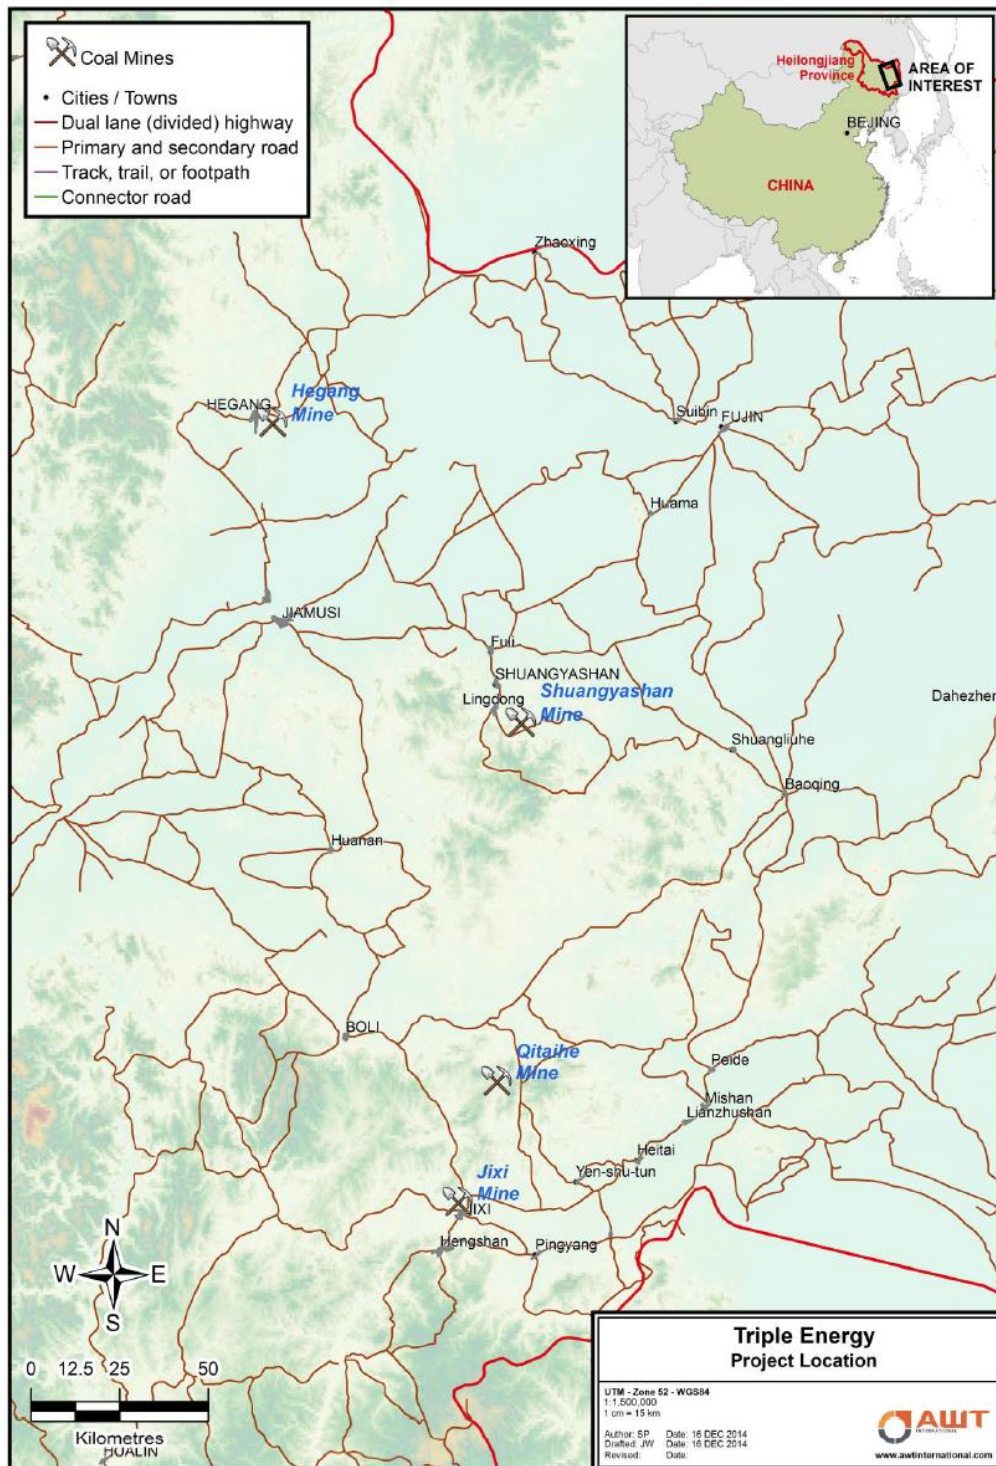 Coal Mines
Cities / Towns
Dual lane (divided) highway
Primary and secondary road
Track, trail, or footpath
Connector road
Heilongjiang
Province
AREA OF
INTEREST
BEJING
CHINA
Zhaoxing
HEGANG
Hegang
Mine
Suibin
FUJIN
Huama
JIAMUSI
Fuli
SHUANGYASHAN
Lingdong
Shuangyashan
Mine
Dahezhen
Shuangliuhe
Baoqing
Huanan
BOLI
Qitaihe
Mine
Peide
Mishan
Lianzhushan
Heitai
Yen-shu-tun
Jixi
Mine
JIXI
Hengshan
Pingyang
N
W
E
S
0 12.5 25 50
Kilometres
HUALIN
Triple Energy
Project Location
UTM - Zone 52 - WGS84
1:1,500,000
1 cm = 15 km
Author: SP Date: 16 DEC 2014
Drafted: JW Date: 16 DEC 2014
Revised: Date:
AWT
INTERNATIONAL
www.awtinternational.com